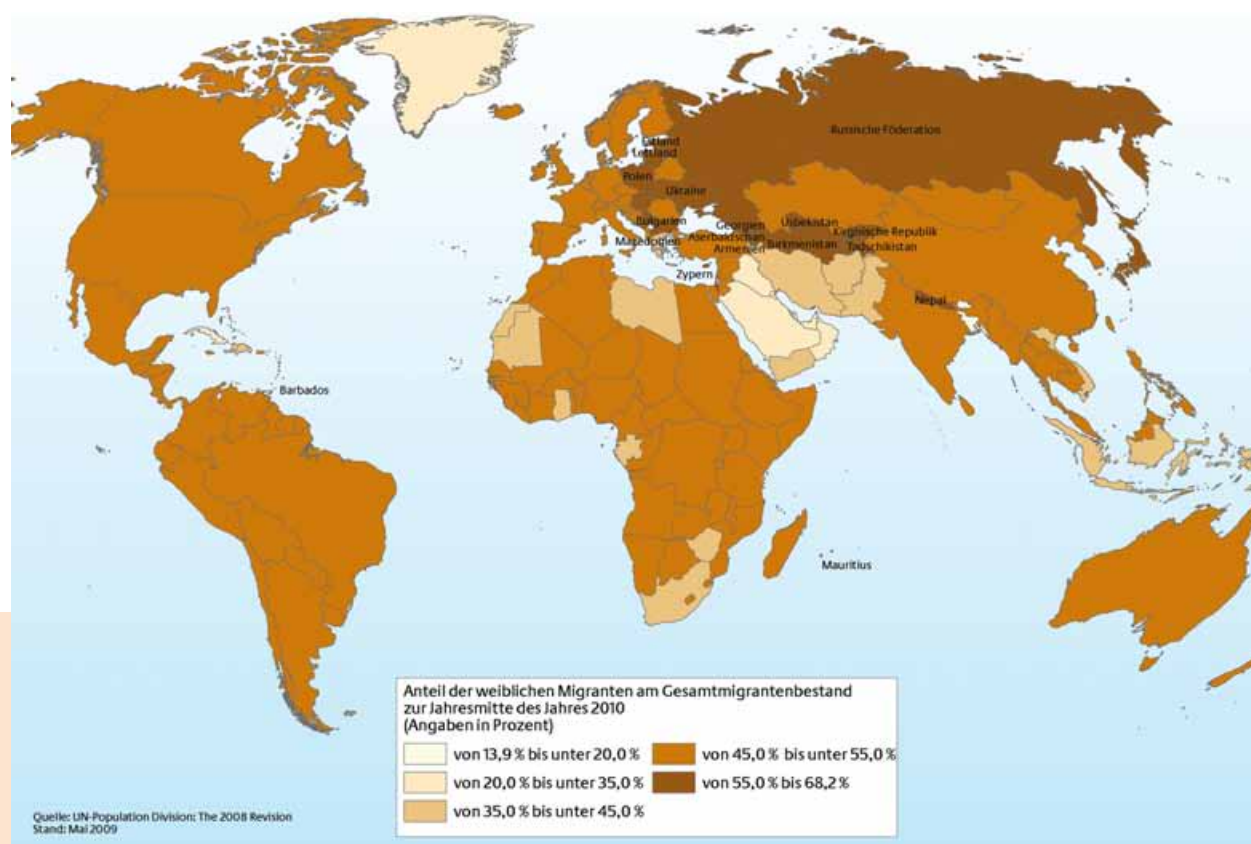 Russische Föderation
Estland
Lettland
Polen
Ukraine
Bulgarien
Georgien
Usbekistan
Mazedonien
Aserbaidschan
Kirgisische Republik
Armenien
Turkmenistan
Tadschikistan
Zypern
Nepal
Barbados
Mauritius
Anteil der weiblichen Migranten am Gesamtmigrantenbestand
zur Jahresmitte des Jahres 2010
(Angaben in Prozent)
von 13,9 % bis unter 20,0 %
von 20,0 % bis unter 35,0 %
von 35,0 % bis unter 45,0 %
von 45,0 % bis unter 55,0 %
von 55,0 % bis 68,2 %
Quelle: UN-Population Division: The 2008 Revision
Stand: Mai 2009